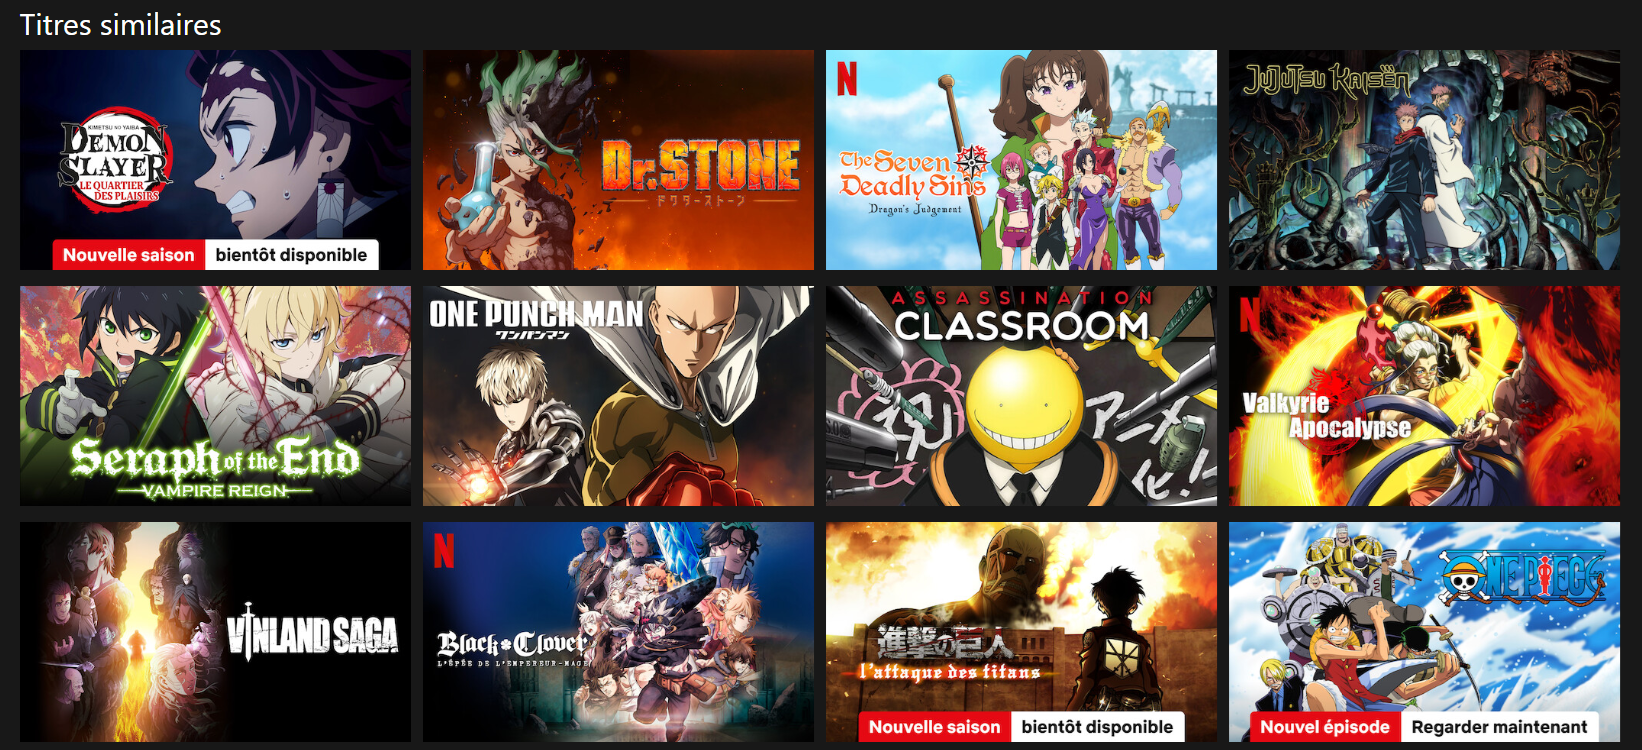 Titres similaires
KIMETSU NO YAIBA
DEMON
SLAYER
LE QUARTIER
DES PLAISIRS
Nouvelle saison bientôt disponible
Dr.STONE
ドクターストーン
N
The Seven
Deadly Sins
Dragon's Judgement
JUJUTSU KAISEN
Seraph of the End
VAMPIRE REIGN
ONE PUNCH MAN
ワンパンマン
ASSASSINATION
CLASSROOM
アニメ
化!
N
Valkyrie
Apocalypse
VINLAND SAGA
N
Black Clover
L'ÉPÉE DE L'EMPEREUR-MAGE
進撃の巨人
l'attaque des titans
Nouvelle saison bientôt disponible
ONE PIECE
Nouvel épisode Regarder maintenant